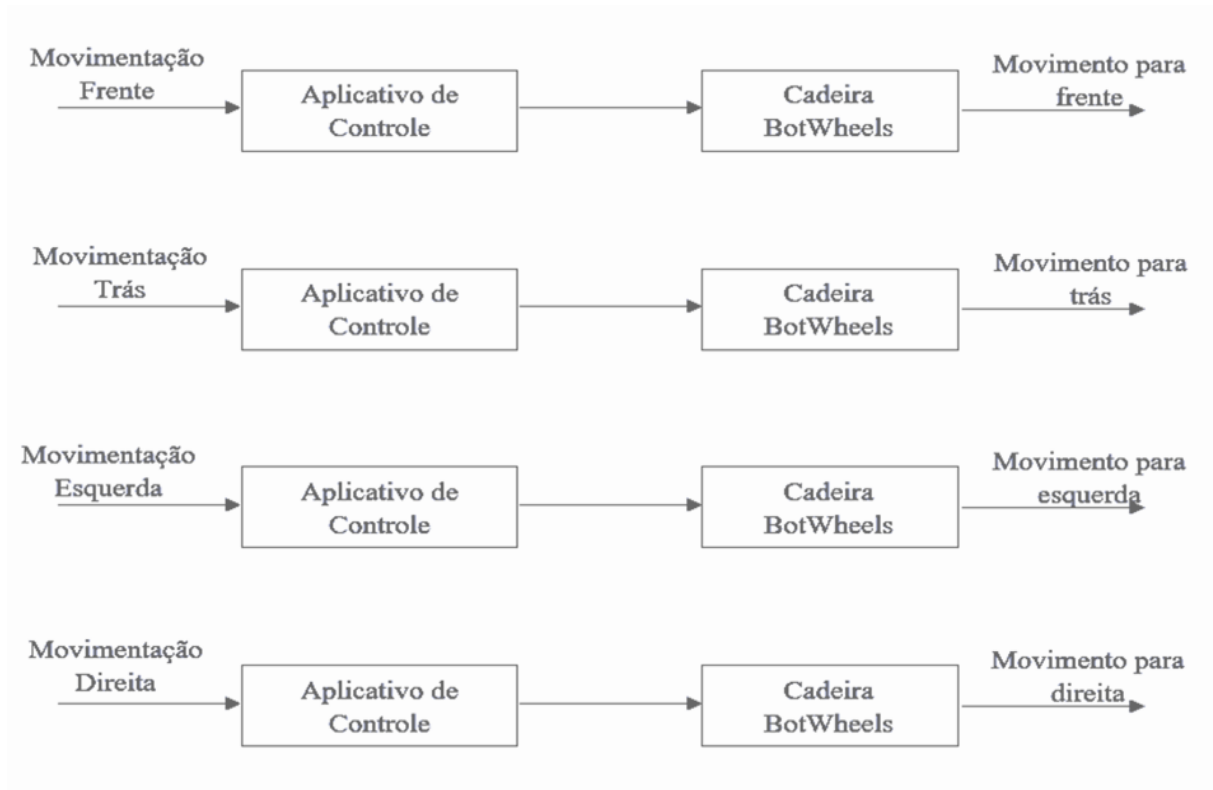 Movimentação
Frente
Aplicativo de
Controle
Cadeira
BotWheels
Movimento para
frente
Movimentação
Trás
Aplicativo de
Controle
Cadeira
BotWheels
Movimento para
trás
Movimentação
Esquerda
Aplicativo de
Controle
Cadeira
BotWheels
Movimento para
esquerda
Movimentação
Direita
Aplicativo de
Controle
Cadeira
BotWheels
Movimento para
direita